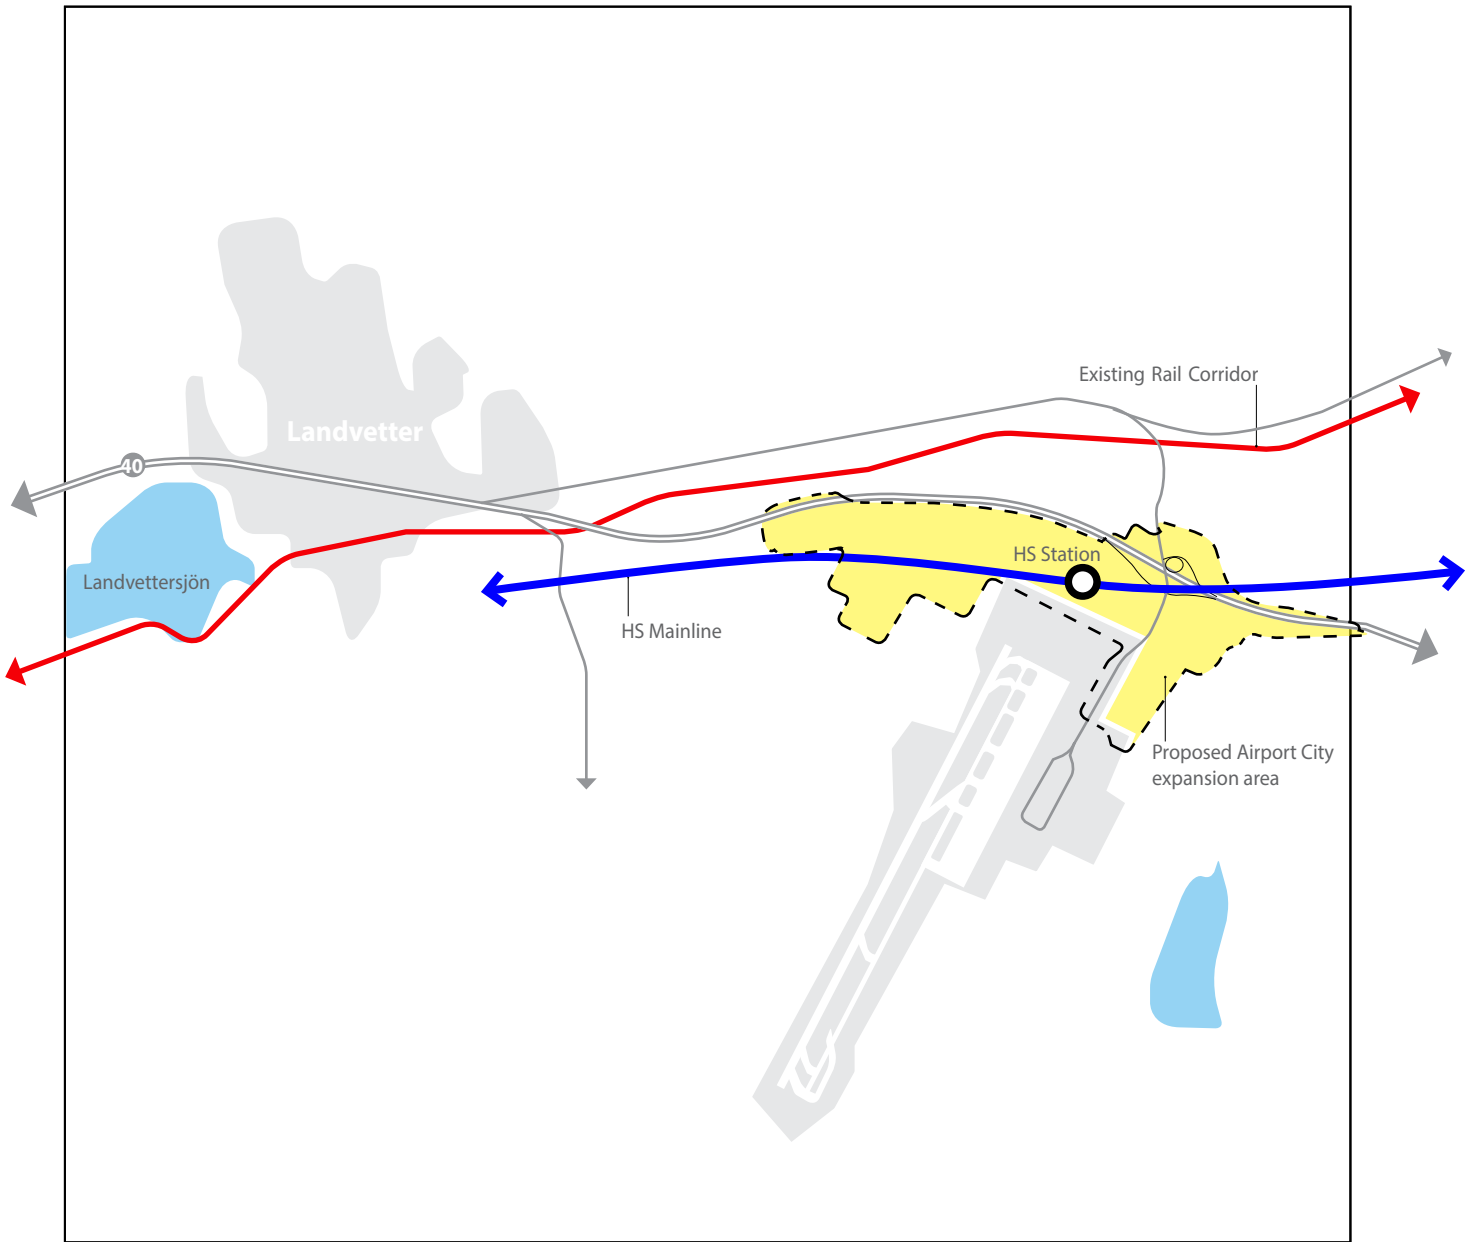 Existing Rail Corridor
Landvetter
40
HS Station
Landvettersjön
HS Mainline
Proposed Airport City
expansion area